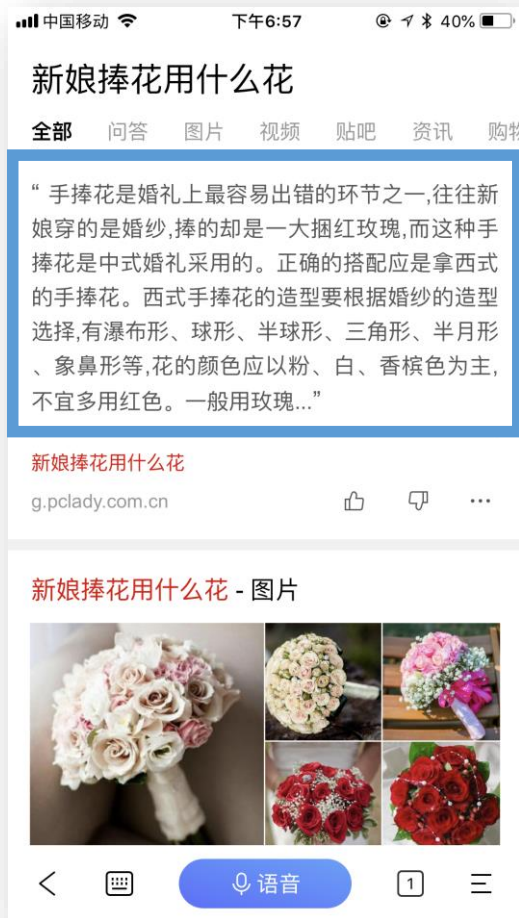 中国移动 下午6:57 40%
新娘捧花用什么花
全部 问答 图片 视频 贴吧 资讯 购物
“ 手捧花是婚礼上最容易出错的环节之一,往往新
娘穿的是婚纱,捧的却是一大捆红玫瑰,而这种手
捧花是中式婚礼采用的。正确的搭配应是拿西式
的手捧花。西式手捧花的造型要根据婚纱的造型
选择,有瀑布形、球形、半球形、三角形、半月形
、象鼻形等,花的颜色应以粉、白、香槟色为主,
不宜多用红色。一般用玫瑰...”
新娘捧花用什么花
g.pclady.com.cn
新娘捧花用什么花 - 图片
语音 1